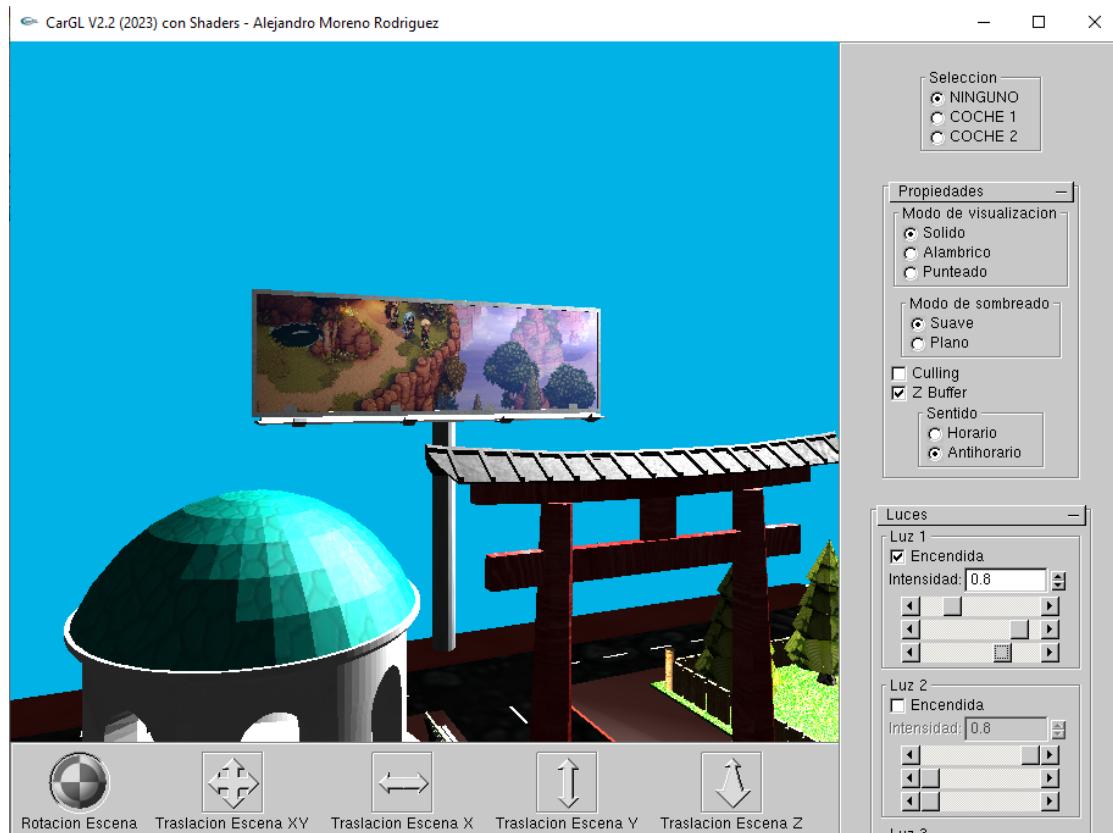 CarGL V2.2 (2023) con Shaders - Alejandro Moreno Rodriguez
Seleccion
NINGUNO
COCHE 1
COCHE 2
Propiedades
Modo de visualizacion
Solido
Alambrico
Punteado
Modo de sombreado
Suave
Plano
Culling
Z Buffer
Sentido
Horario
Antihorario
Luces
Luz 1
Encendida
Intensidad: 0.8
Luz 2
Encendida
Intensidad: 0.8
Luz 3
Rotacion Escena Traslacion Escena XY Traslacion Escena X Traslacion Escena Y Traslacion Escena Z